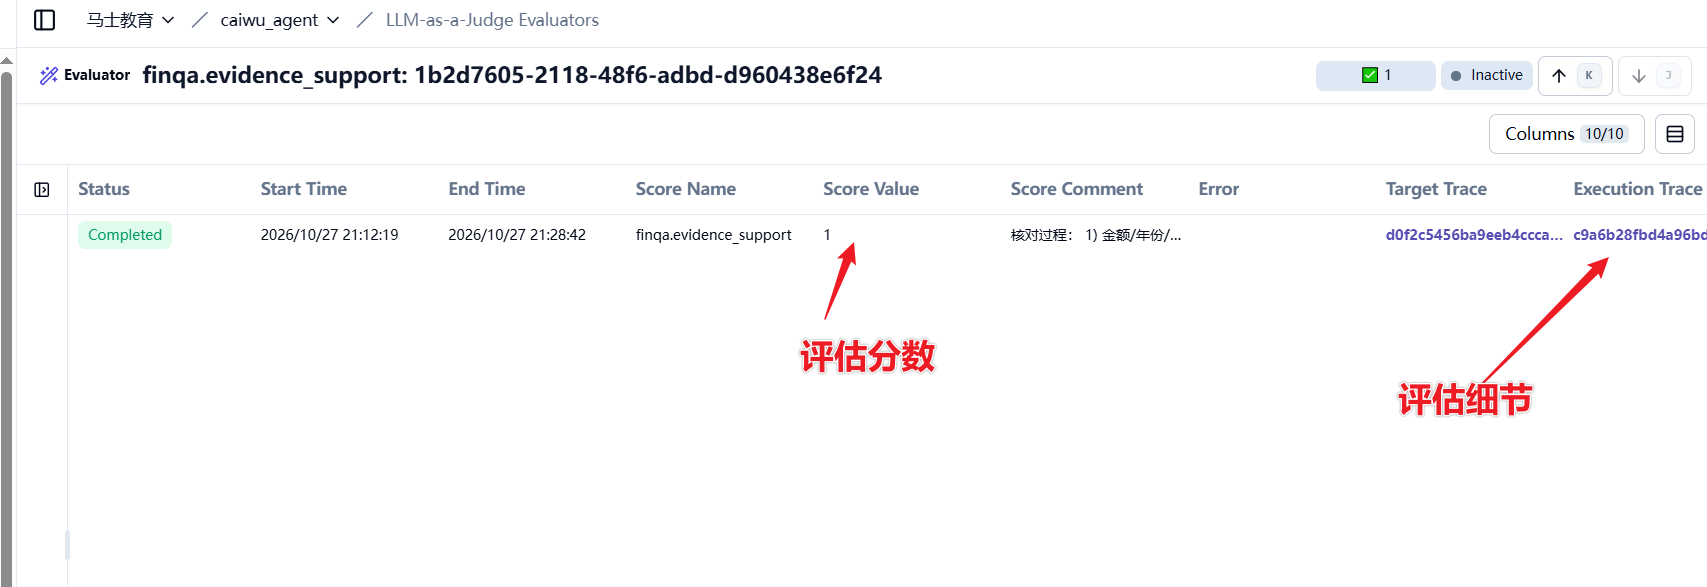 马士教育 / caiwu_agent / LLM-as-a-Judge Evaluators
Evaluator finqa.evidence_support: 1b2d7605-2118-48f6-adbd-d960438e6f24 ✅ 1 Inactive K J
Columns 10/10
Status Start Time End Time Score Name Score Value Score Comment Error Target Trace Execution Trace
Completed 2026/10/27 21:12:19 2026/10/27 21:28:42 finqa.evidence_support 1 核对过程： 1) 金额/年份/... d0f2c5456ba9eeb4ccca... c9a6b28fbd4a96bd
评估分数
评估细节